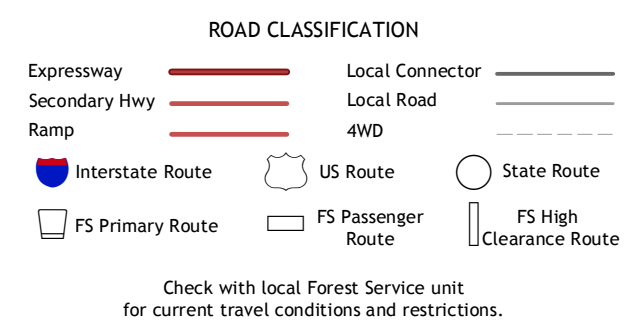 ROAD CLASSIFICATION
Expressway
Local Connector
Secondary Hwy
Local Road
Ramp
4WD
Interstate Route
US Route
State Route
FS Primary Route
FS Passenger
Route
FS High
Clearance Route
Check with local Forest Service unit
for current travel conditions and restrictions.